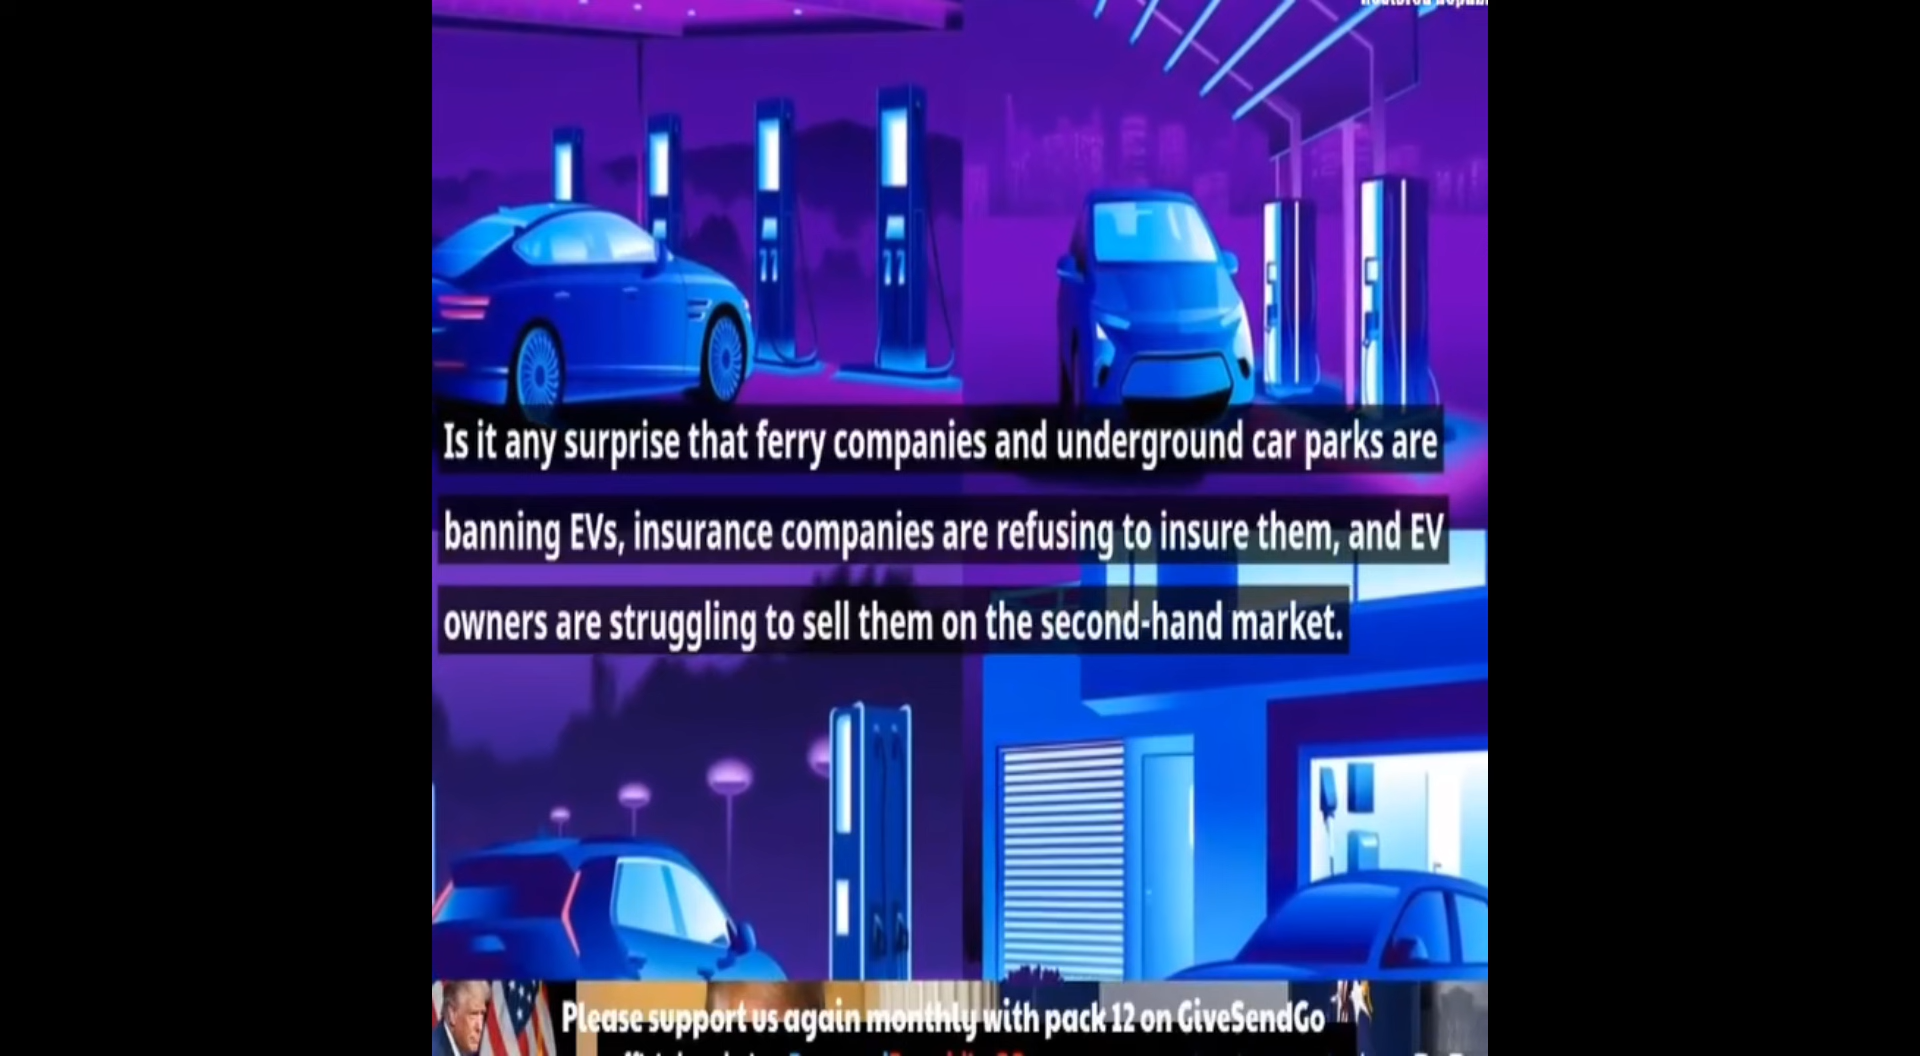 Is it any surprise that ferry companies and underground car parks are
banning EVs, insurance companies are refusing to insure them, and EV
owners are struggling to sell them on the second-hand market.
Please support us again monthly with pack 12 on GiveSendGo